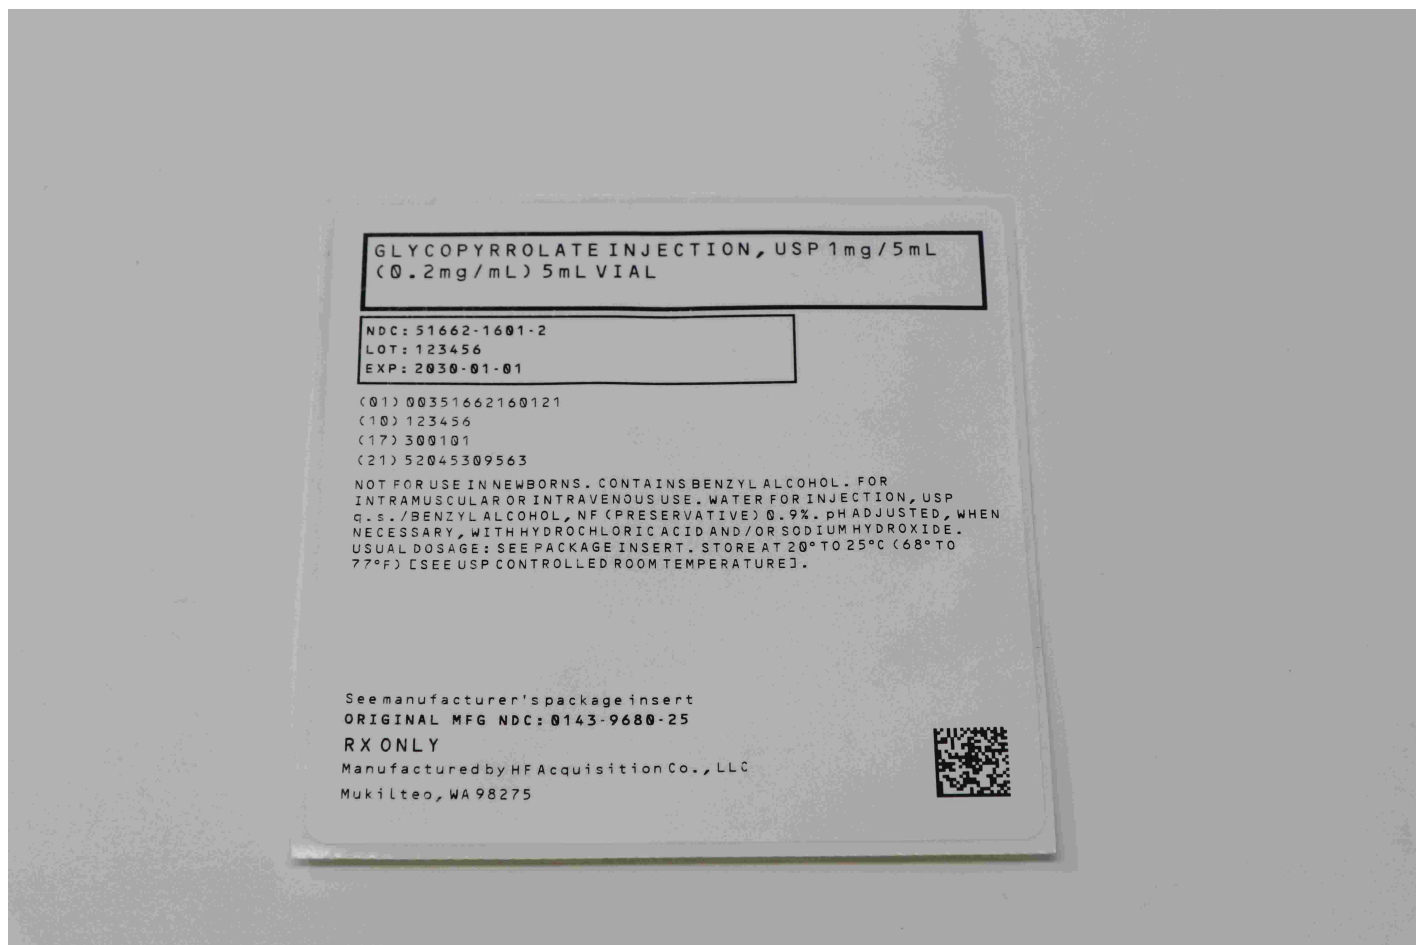 GLYCOPYRROLATE INJECTION, USP 1mg/5mL
(0.2mg/mL) 5mL VIAL
NDC: 51662-1601-2
LOT: 123456
EXP: 2030-01-01
(01) 00351662160121
(10) 123456
(17) 300101
(21) 52045309563
NOT FOR USE IN NEWBORNS. CONTAINS BENZYL ALCOHOL. FOR
INTRAMUSCULAR OR INTRAVENOUS USE. WATER FOR INJECTION, USP
q.s./BENZYL ALCOHOL, NF (PRESERVATIVE) 0.9%. pH ADJUSTED, WHEN
NECESSARY, WITH HYDROCHLORIC ACID AND/OR SODIUM HYDROXIDE.
USUAL DOSAGE: SEE PACKAGE INSERT. STORE AT 20° TO 25°C (68° TO
77°F) [SEE USP CONTROLLED ROOM TEMPERATURE].
See manufacturer's package insert
ORIGINAL MFG NDC: 0143-9680-25
RX ONLY
Manufactured by HF Acquisition Co., LLC
Mukilteo, WA 98275